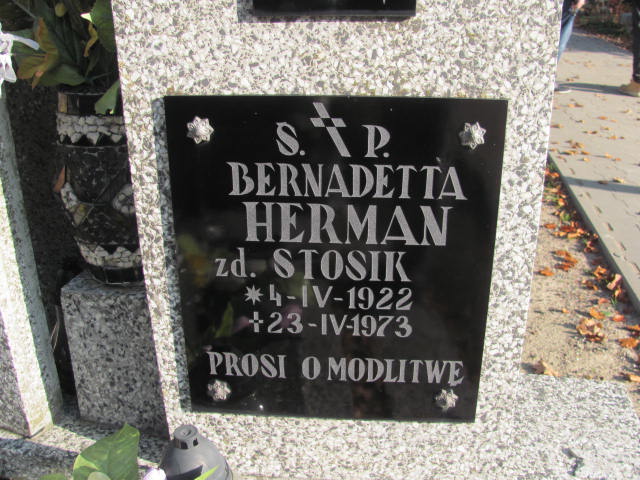 Ś. P.
BERNADETTA
HERMAN
zd. STOSIK
* 4-IV-1922
+ 23-IV-1973
PROSI O MODLITWĘ